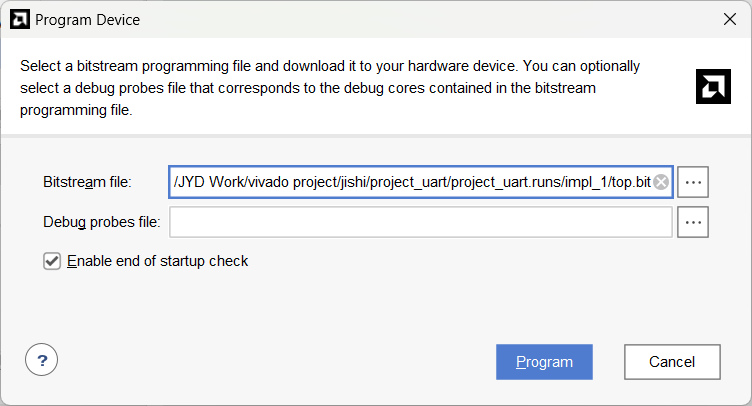 Program Device
Select a bitstream programming file and download it to your hardware device. You can optionally
select a debug probes file that corresponds to the debug cores contained in the bitstream
programming file.
Bitstream file: /JYD Work/vivado project/jishi/project_uart/project_uart.runs/impl_1/top.bit ...
Debug probes file: ...
Enable end of startup check
? Program Cancel